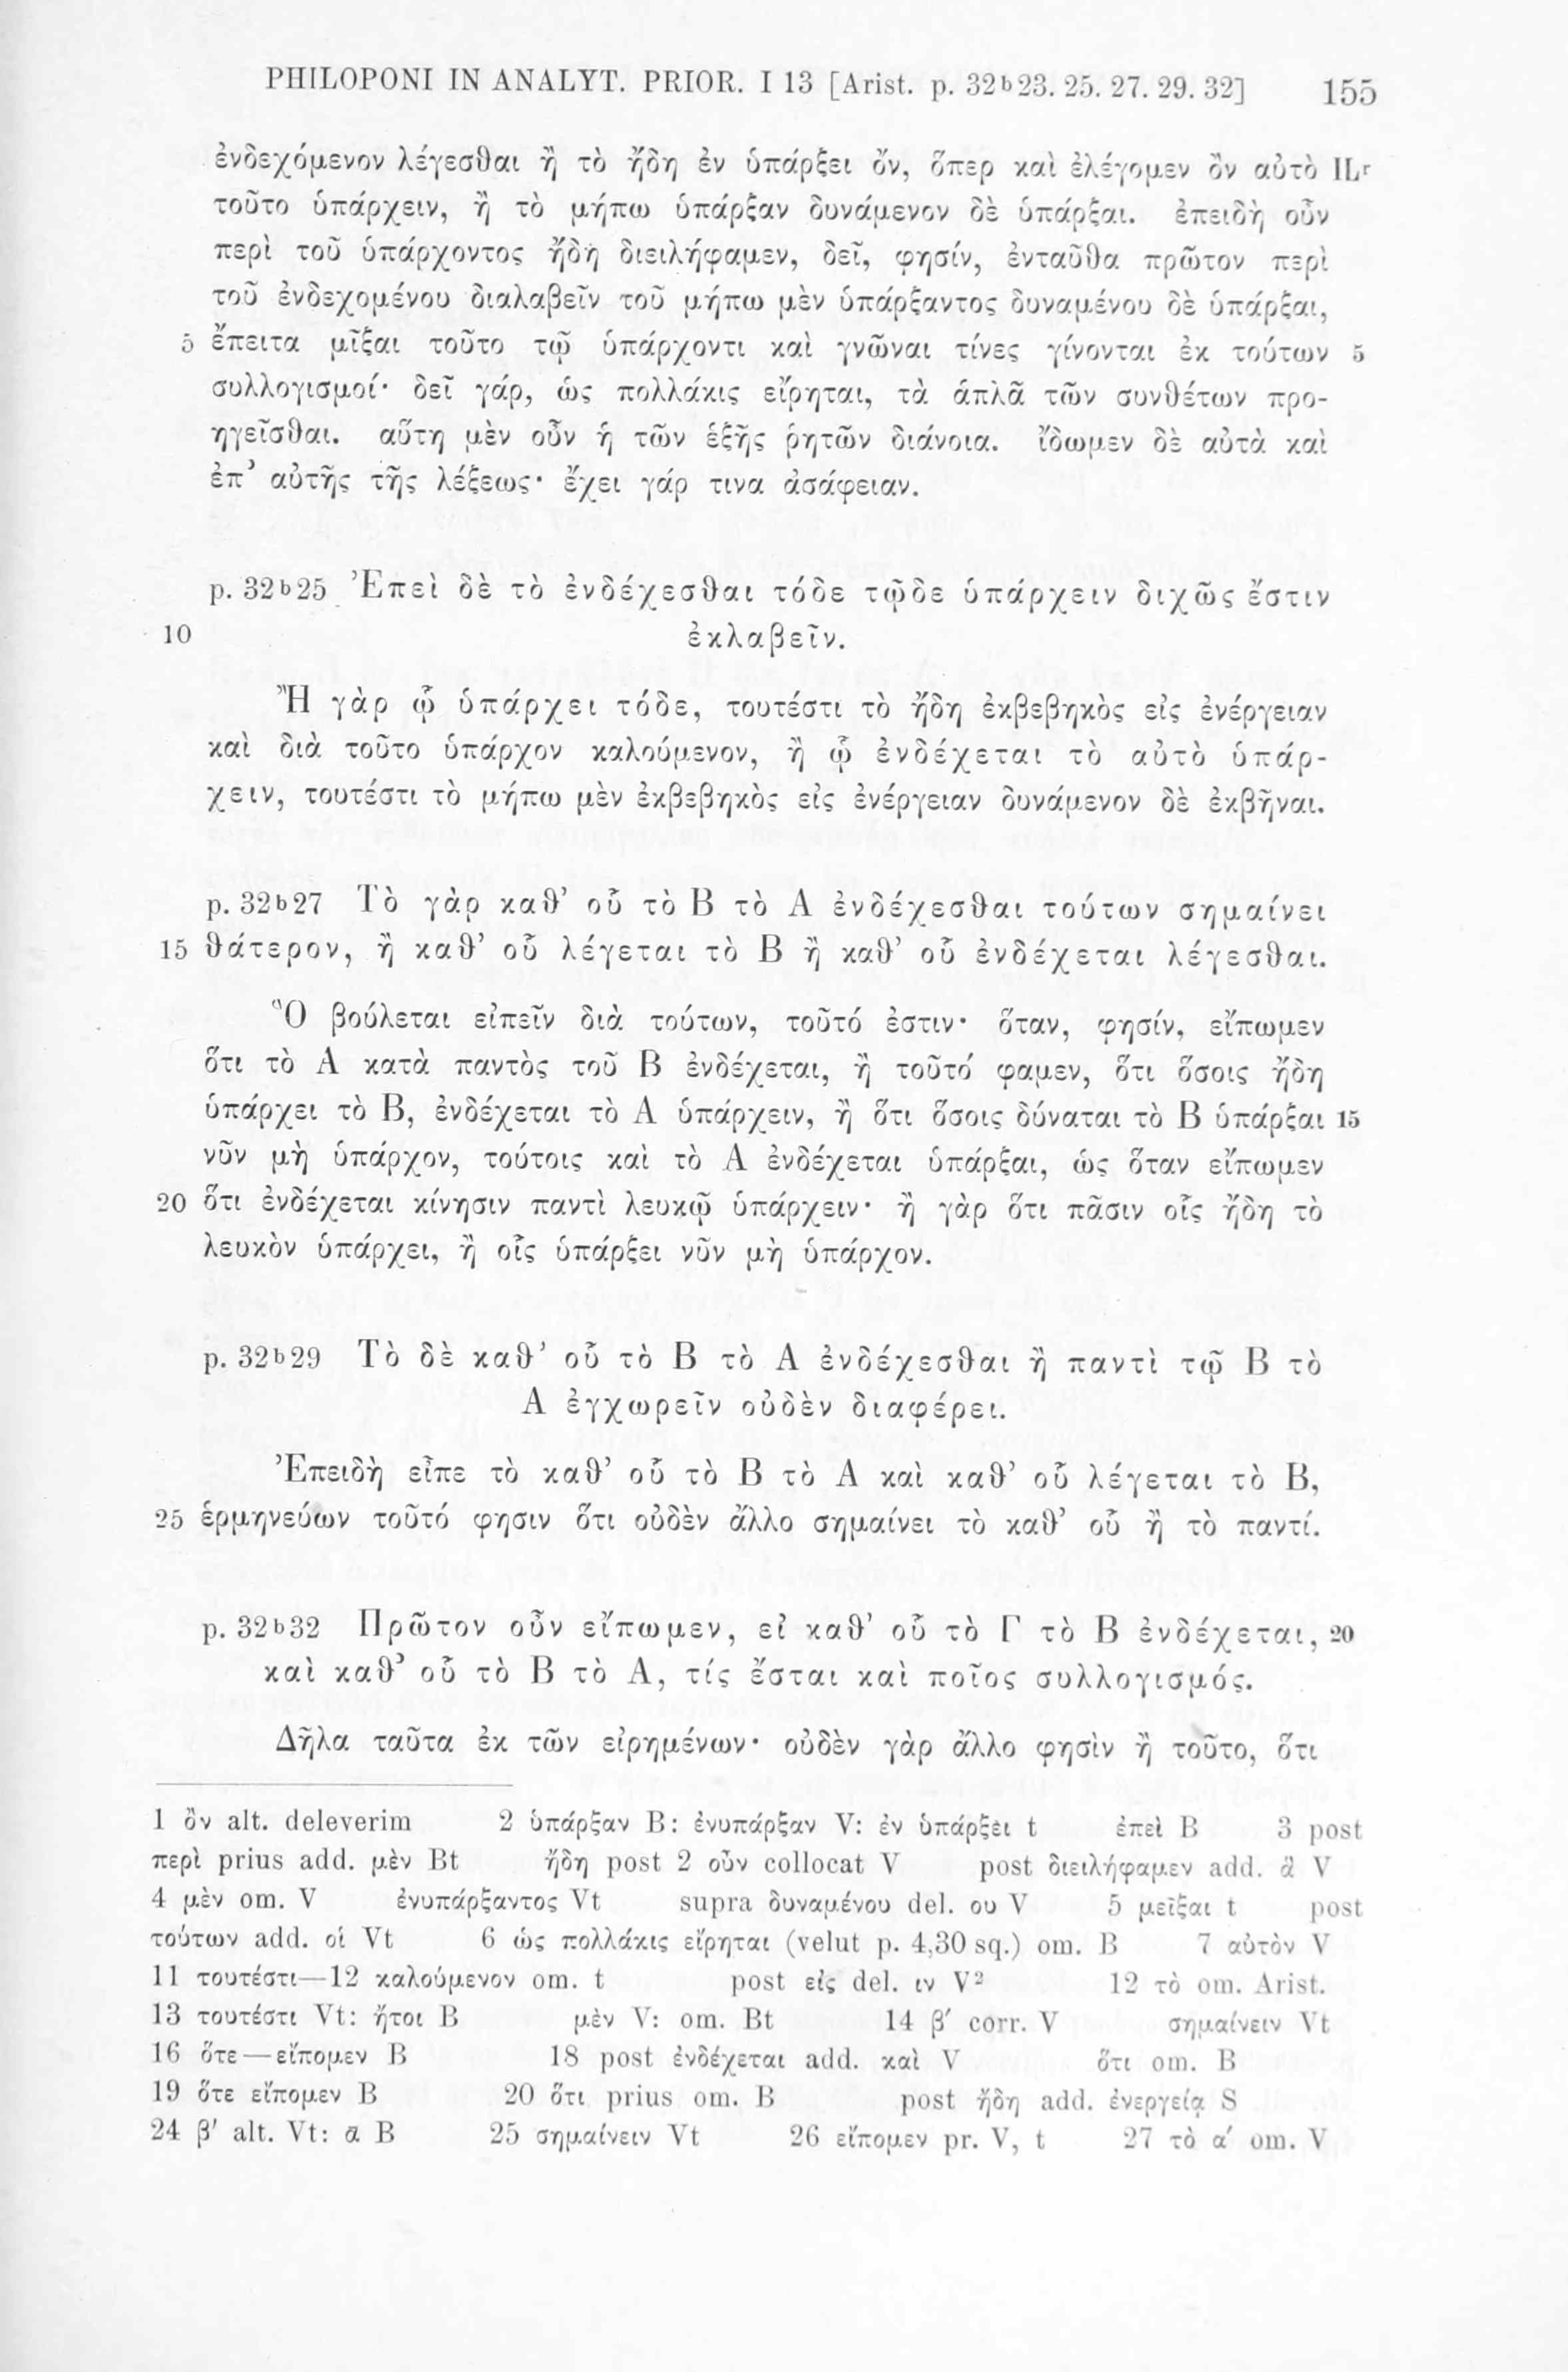 PHILOPONI IN ANALYT. PRIOR. I 13 [Arist. p. 32b23. 25. 27. 29. 32] 155
ἐνδεχόμενον λέγεσθαι ἢ τὸ ἤδη ἐν ὑπάρξει ὄν, ὅπερ καὶ ἐλέγομεν ὂν αὐτὸ ILr
τοῦτο ὑπάρχειν, ἢ τὸ μήπω ὑπάρξαν δυνάμενον δὲ ὑπάρξαι. ἐπειδὴ οὖν
περὶ τοῦ ὑπάρχοντος ἤδη διειλήφαμεν, δεῖ, φησίν, ἐνταῦθα πρῶτον περὶ
τοῦ ἐνδεχομένου διαλαβεῖν τοῦ μήπω μὲν ὑπάρξαντος δυναμένου δὲ ὑπάρξαι,
5 ἔπειτα μῖξαι τοῦτο τῷ ὑπάρχοντι καὶ γνῶναι τίνες γίνονται ἐκ τούτων 5
συλλογισμοί· δεῖ γάρ, ὡς πολλάκις εἴρηται, τὰ ἁπλᾶ τῶν συνθέτων προ-
ηγεῖσθαι. αὕτη μὲν οὖν ἡ τῶν ἑξῆς ῥητῶν διάνοια. ἴδωμεν δὲ αὐτὰ καὶ
ἐπ’ αὐτῆς τῆς λέξεως· ἔχει γάρ τινα ἀσάφειαν.
p. 32b25 Ἐπεὶ δὲ τὸ ἐνδέχεσθαι τόδε τῷδε ὑπάρχειν διχῶς ἔστιν
10 ἐκλαβεῖν.
Ἢ γὰρ ᾧ ὑπάρχει τόδε, τουτέστι τὸ ἤδη ἐκβεβηκὸς εἰς ἐνέργειαν
καὶ διὰ τοῦτο ὑπάρχον καλούμενον, ἢ ᾧ ἐνδέχεται τὸ αὐτὸ ὑπάρ-
χειν, τουτέστι τὸ μήπω μὲν ἐκβεβηκὸς εἰς ἐνέργειαν δυνάμενον δὲ ἐκβῆναι.
p. 32b27 Τὸ γὰρ καθ’ οὗ τὸ Β τὸ Α ἐνδέχεσθαι τούτων σημαίνει
15 θάτερον, ἢ καθ’ οὗ λέγεται τὸ Β ἢ καθ’ οὗ ἐνδέχεται λέγεσθαι.
Ὃ βούλεται εἰπεῖν διὰ τούτων, τοῦτό ἐστιν· ὅταν, φησίν, εἴπωμεν
ὅτι τὸ Α κατὰ παντὸς τοῦ Β ἐνδέχεται, ἢ τοῦτό φαμεν, ὅτι ὅσοις ἤδη
ὑπάρχει τὸ Β, ἐνδέχεται τὸ Α ὑπάρχειν, ἢ ὅτι ὅσοις δύναται τὸ Β ὑπάρξαι 15
νῦν μὴ ὑπάρχον, τούτοις καὶ τὸ Α ἐνδέχεται ὑπάρξαι, ὡς ὅταν εἴπωμεν
20 ὅτι ἐνδέχεται κίνησιν παντὶ λευκῷ ὑπάρχειν· ἢ γὰρ ὅτι πᾶσιν οἷς ἤδη τὸ
λευκὸν ὑπάρχει, ἢ οἷς ὑπάρξει νῦν μὴ ὑπάρχον.
p. 32b29 Τὸ δὲ καθ’ οὗ τὸ Β τὸ Α ἐνδέχεσθαι ἢ παντὶ τῷ Β τὸ
Α ἐγχωρεῖν οὐδὲν διαφέρει.
Ἐπειδὴ εἶπε τὸ καθ’ οὗ τὸ Β τὸ Α καὶ καθ’ οὗ λέγεται τὸ Β,
25 ἑρμηνεύων τοῦτό φησιν ὅτι οὐδὲν ἄλλο σημαίνει τὸ καθ’ οὗ ἢ τὸ παντί.
p. 32b32 Πρῶτον οὖν εἴπωμεν, εἰ καθ’ οὗ τὸ Γ τὸ Β ἐνδέχεται, 20
καὶ καθ’ οὗ τὸ Β τὸ Α, τίς ἔσται καὶ ποῖος συλλογισμός.
Δῆλα ταῦτα ἐκ τῶν εἰρημένων· οὐδὲν γὰρ ἄλλο φησὶν ἢ τοῦτο, ὅτι
1 ὂν alt. deleverim 2 ὑπάρξαν B: ἐνυπάρξαν V: ἐν ὑπάρξει t ἐπεὶ B 3 post
περὶ prius add. μὲν Bt ἤδη post 2 οὖν collocat V post διειλήφαμεν add. ἃ V
4 μὲν om. V ἐνυπάρξαντος Vt supra δυναμένου del. ου V 5 μεῖξαι t post
τούτων add. οἱ Vt 6 ὡς πολλάκις εἴρηται (velut p. 4,30 sq.) om. B 7 αὐτὸν V
11 τουτέστι—12 καλούμενον om. t post εἰς del. ιν V2 12 τὸ om. Arist.
13 τουτέστι Vt: ἤτοι B μὲν V: om. Bt 14 β′ corr. V σημαίνειν Vt
16 ὅτε—εἴπομεν B 18 post ἐνδέχεται add. καὶ V ὅτι om. B
19 ὅτε εἴπομεν B 20 ὅτι prius om. B post ἤδη add. ἐνεργείᾳ S
24 β′ alt. Vt: ᾱ B 25 σημαίνειν Vt 26 εἴπομεν pr. V, t 27 τὸ α′ om. V